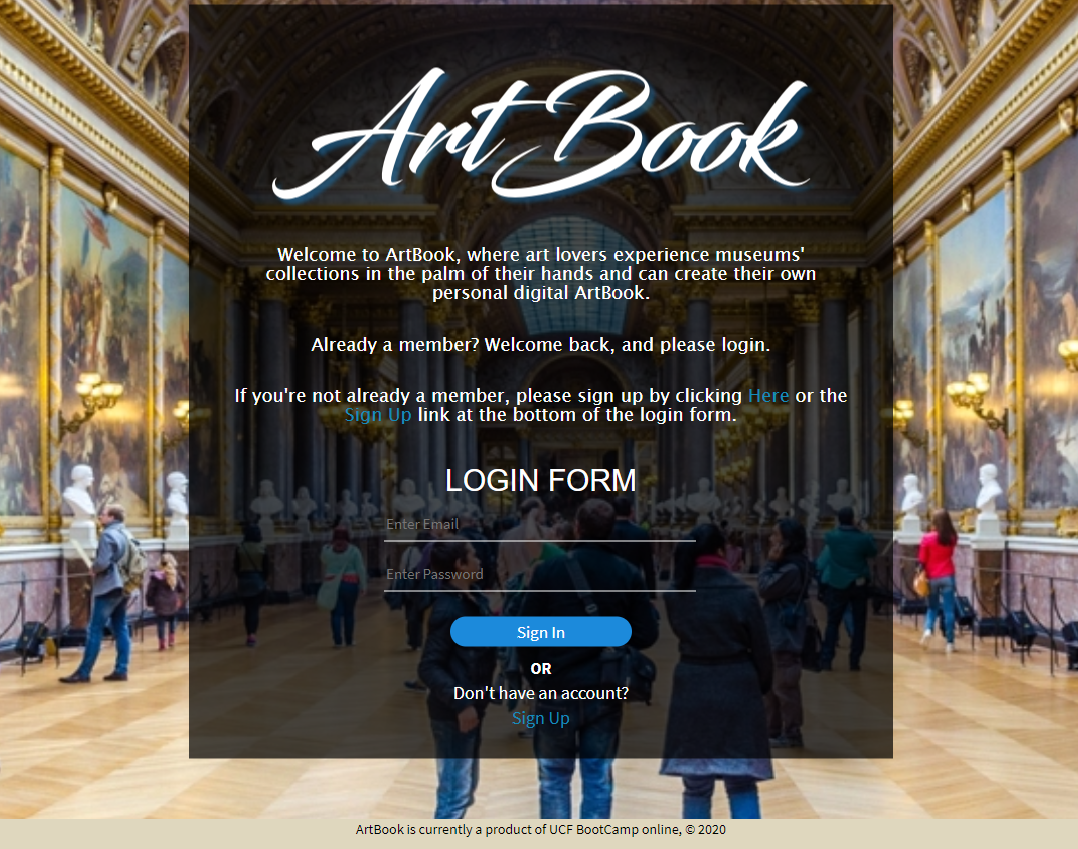 Art Book
Welcome to ArtBook, where art lovers experience museums'
collections in the palm of their hands and can create their own
personal digital ArtBook.
Already a member? Welcome back, and please login.
If you're not already a member, please sign up by clicking Here or the
Sign Up link at the bottom of the login form.
LOGIN FORM
Enter Email
Enter Password
Sign In
OR
Don't have an account?
Sign Up
ArtBook is currently a product of UCF BootCamp online, © 2020